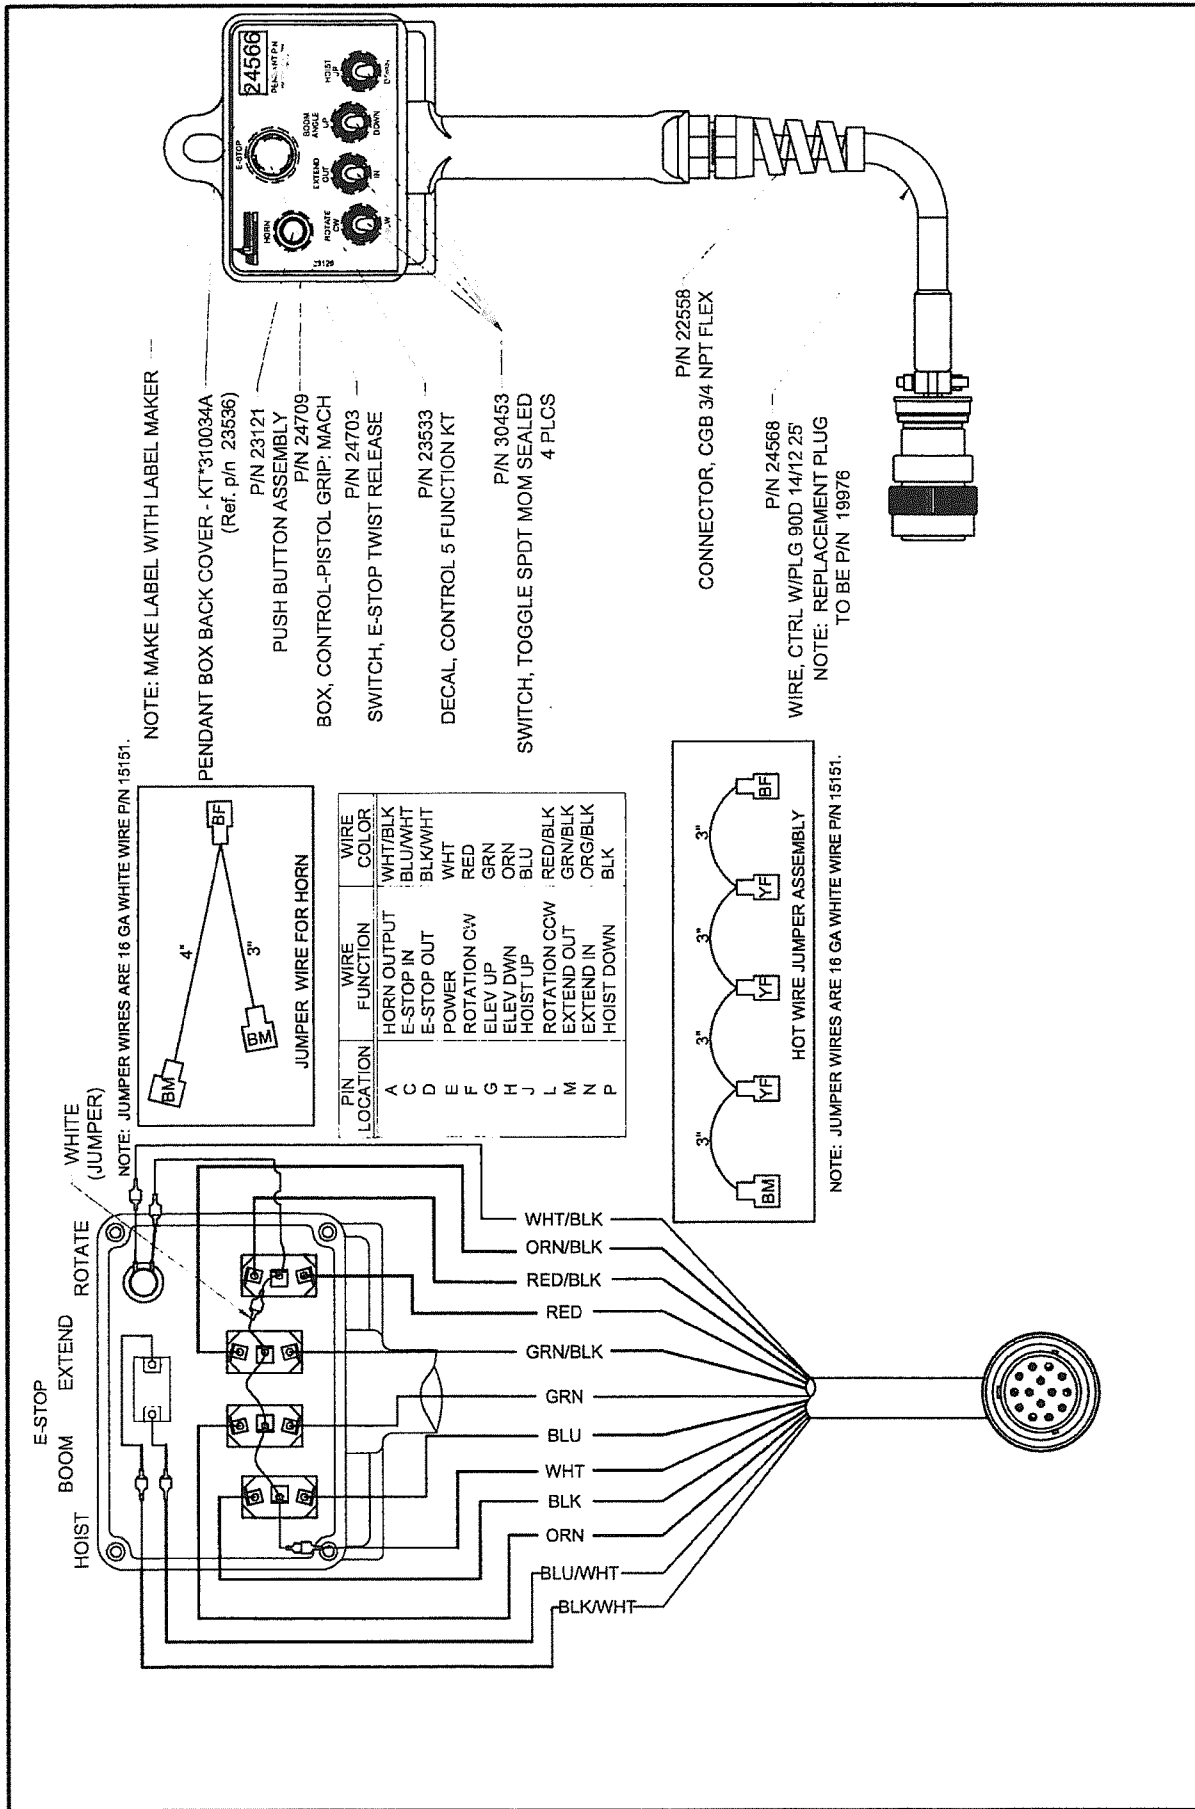 E-STOP
HOIST BOOM EXTEND ROTATE
WHITE
(JUMPER)
NOTE: JUMPER WIRES ARE 16 GA WHITE WIRE P/N 15151.
BM
4"
BM
3"
BF
JUMPER WIRE FOR HORN
PIN LOCATION WIRE FUNCTION WIRE COLOR
A HORN OUTPUT WHT/BLK
C E-STOP IN BLU/WHT
D E-STOP OUT BLK/WHT
E POWER WHT
F ROTATION CW RED
G ELEV UP GRN
H ELEV DWN ORN
J HOIST UP BLU
L ROTATION CCW RED/BLK
M EXTEND OUT GRN/BLK
N EXTEND IN ORG/BLK
P HOIST DOWN BLK
WHT/BLK
ORN/BLK
RED/BLK
RED
GRN/BLK
GRN
BLU
WHT
BLK
ORN
BLU/WHT
BLK/WHT
BM 3" YF 3" YF 3" YF 3" BF
HOT WIRE JUMPER ASSEMBLY
NOTE: JUMPER WIRES ARE 16 GA WHITE WIRE P/N 15151.
NOTE: MAKE LABEL WITH LABEL MAKER
PENDANT BOX BACK COVER - KT*310034A
(Ref. p/n 23536)
P/N 23121
PUSH BUTTON ASSEMBLY
P/N 24709
BOX, CONTROL-PISTOL GRIP: MACH
P/N 24703
SWITCH, E-STOP TWIST RELEASE
P/N 23533
DECAL, CONTROL 5 FUNCTION KT
P/N 30453
SWITCH, TOGGLE SPDT MOM SEALED
4 PLCS
P/N 22558
CONNECTOR, CGB 3/4 NPT FLEX
P/N 24568
WIRE, CTRL W/PLG 90D 14/12 25'
NOTE: REPLACEMENT PLUG
TO BE P/N 19976
24566
PENDANT P/N
E-STOP
HORN
ROTATE
CW
EXTEND
OUT
IN
BOOM
ANGLE
UP
DOWN
HOIST
UP
DOWN